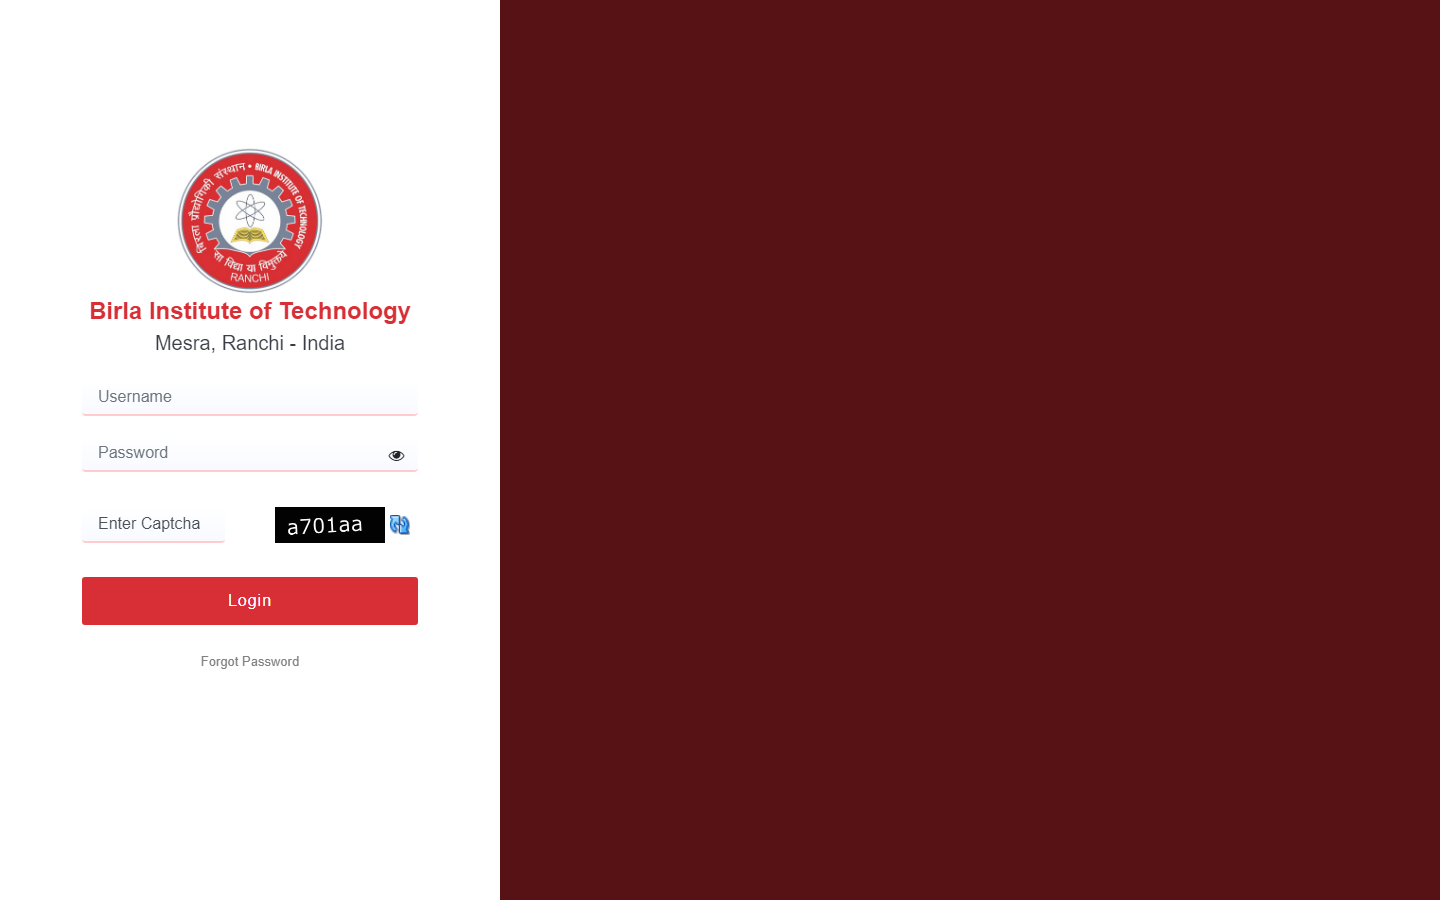 बिरला प्रौद्योगिकी संस्थान • BIRLA INSTITUTE OF TECHNOLOGY
सा विद्या या विमुक्तये
RANCHI
Birla Institute of Technology
Mesra, Ranchi - India
Username
Password
Enter Captcha a701aa
Login
Forgot Password